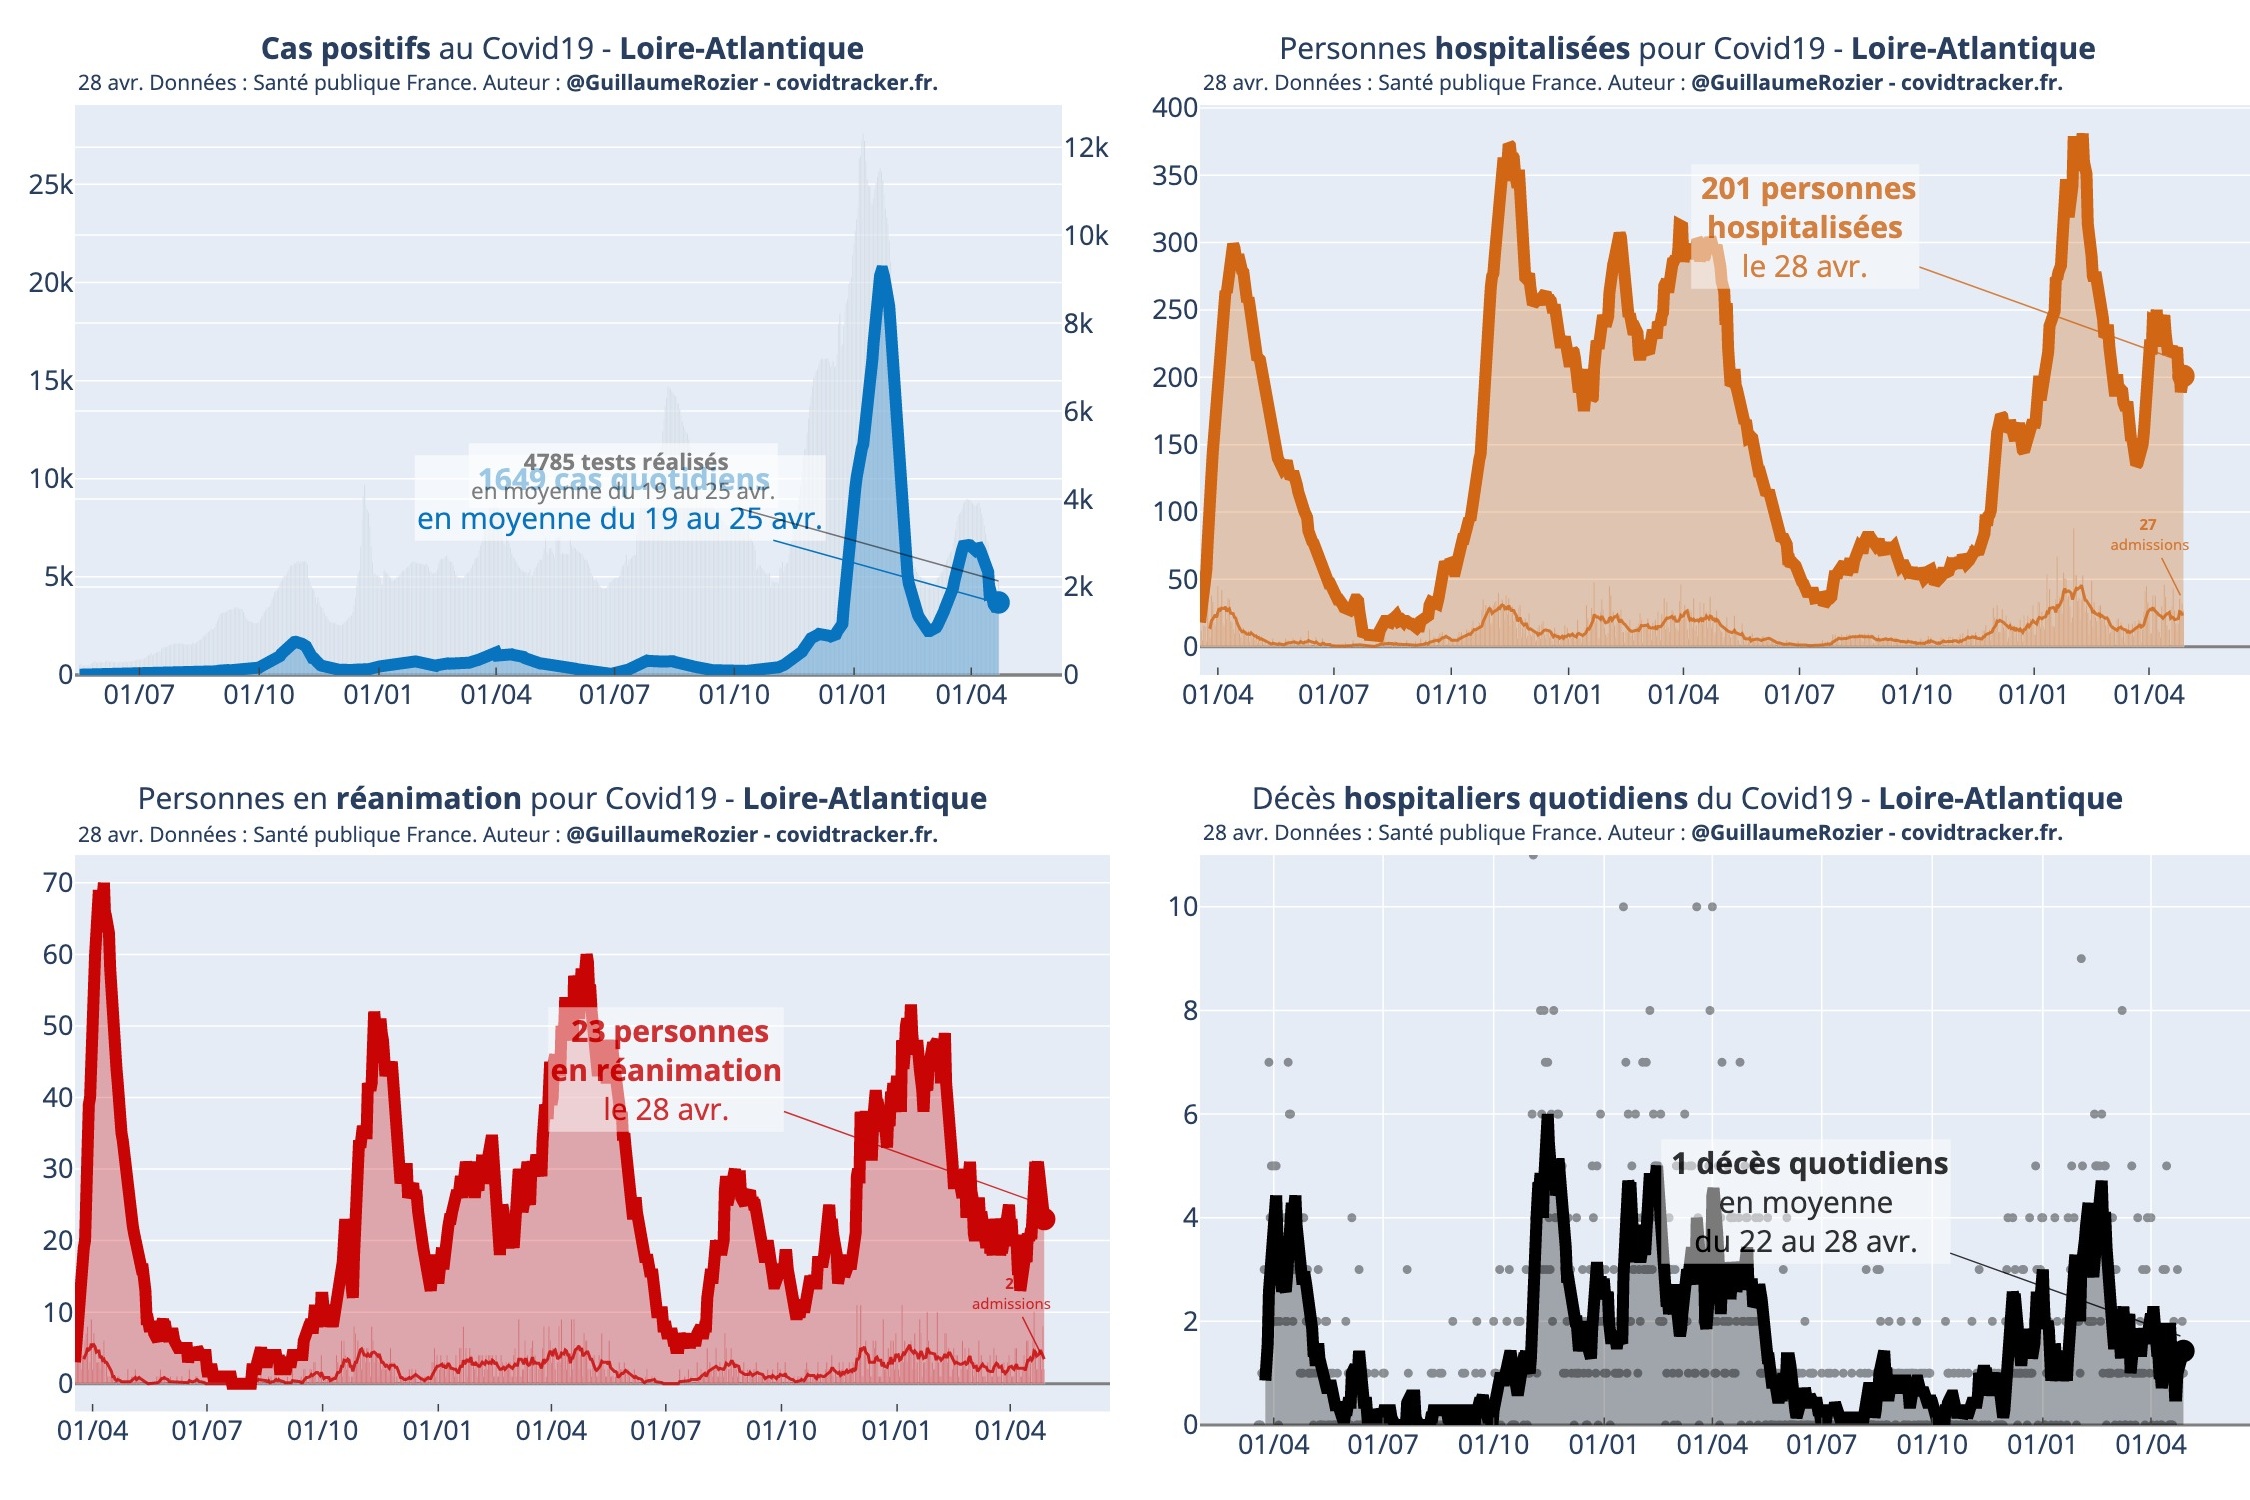 Cas positifs au Covid19 - Loire-Atlantique
28 avr. Données : Santé publique France. Auteur : @GuillaumeRozier - covidtracker.fr.
25k
20k
15k
10k
5k
0
12k
10k
8k
6k
4k
2k
0
4785 tests réalisés
en moyenne du 19 au 25 avr.
1649 cas quotidiens
en moyenne du 19 au 25 avr.
01/07 01/10 01/01 01/04 01/07 01/10 01/01 01/04
Personnes hospitalisées pour Covid19 - Loire-Atlantique
28 avr. Données : Santé publique France. Auteur : @GuillaumeRozier - covidtracker.fr.
400
350
300
250
200
150
100
50
0
201 personnes
hospitalisées
le 28 avr.
27
admissions
01/04 01/07 01/10 01/01 01/04 01/07 01/10 01/01 01/04
Personnes en réanimation pour Covid19 - Loire-Atlantique
28 avr. Données : Santé publique France. Auteur : @GuillaumeRozier - covidtracker.fr.
70
60
50
40
30
20
10
0
23 personnes
en réanimation
le 28 avr.
admissions
01/04 01/07 01/10 01/01 01/04 01/07 01/10 01/01 01/04
Décès hospitaliers quotidiens du Covid19 - Loire-Atlantique
28 avr. Données : Santé publique France. Auteur : @GuillaumeRozier - covidtracker.fr.
10
8
6
4
2
0
1 décès quotidiens
en moyenne
du 22 au 28 avr.
01/04 01/07 01/10 01/01 01/04 01/07 01/10 01/01 01/04